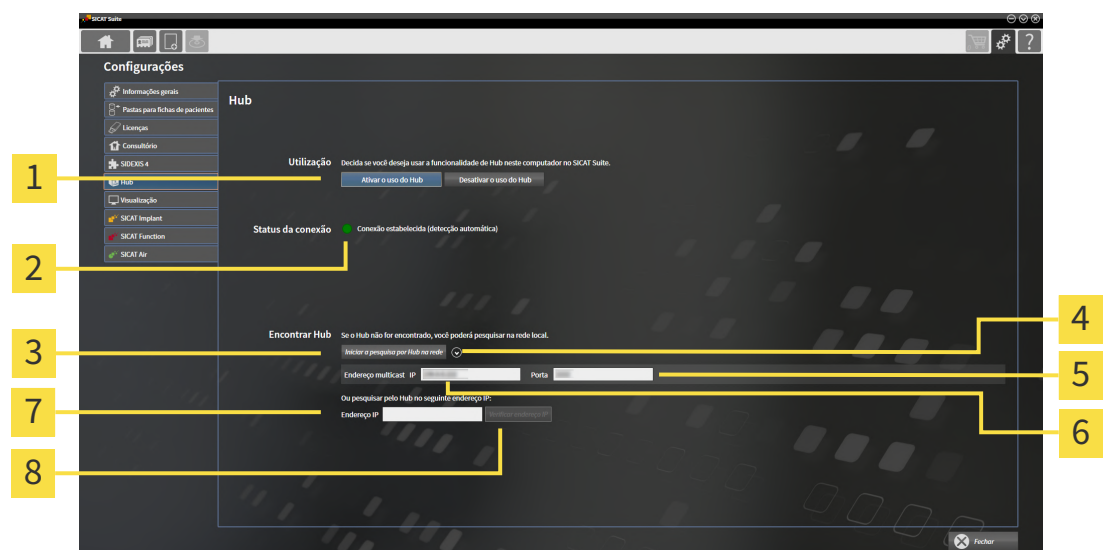 SICAT Suite
?
Configurações
Informações gerais
Pastas para fichas de pacientes
Licenças
Consultório
SIDEXIS 4
Hub
Visualização
SICAT Implant
SICAT Function
SICAT Air
Hub
Utilização Decida se você deseja usar a funcionalidade de Hub neste computador no SICAT Suite.
1
Ativar o uso do Hub Desativar o uso do Hub
Status da conexão Conexão estabelecida (detecção automática)
2
Encontrar Hub Se o Hub não for encontrado, você poderá pesquisar na rede local.
4
3
Iniciar a pesquisa por Hub na rede
Endereço multicast IP Porta
5
Ou pesquisar pelo Hub no seguinte endereço IP:
7
Endereço IP Verificar endereço IP
6
8
Fechar